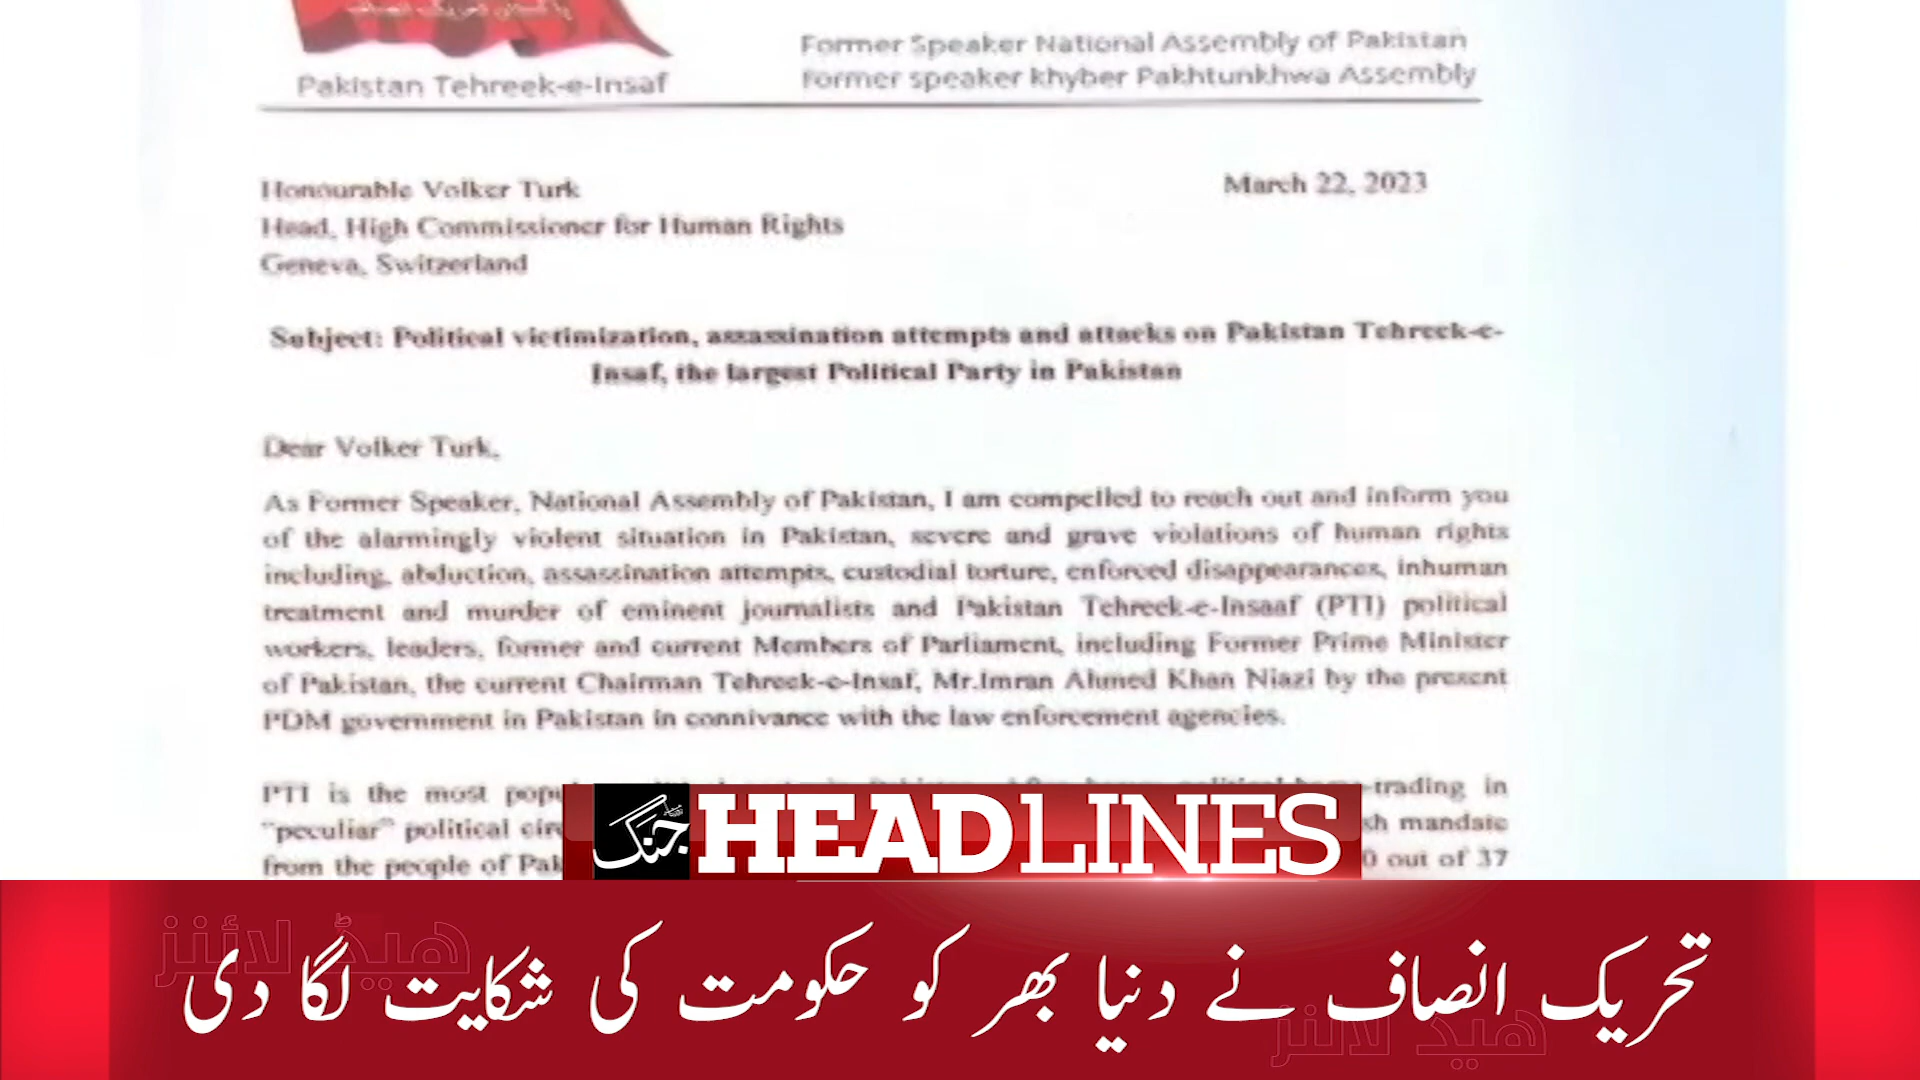 پاکستان تحریک انصاف
Pakistan Tehreek-e-Insaf
Former Speaker National Assembly of Pakistan
Former speaker khyber Pakhtunkhwa Assembly
March 22, 2023
Honourable Volker Turk
Head, High Commissioner for Human Rights
Geneva, Switzerland
Subject: Political victimization, assassination attempts and attacks on Pakistan Tehreek-e-
Insaf, the largest Political Party in Pakistan
Dear Volker Turk,
As Former Speaker, National Assembly of Pakistan, I am compelled to reach out and inform you
of the alarmingly violent situation in Pakistan, severe and grave violations of human rights
including, abduction, assassination attempts, custodial torture, enforced disappearances, inhuman
treatment and murder of eminent journalists and Pakistan Tehreek-e-Insaaf (PTI) political
workers, leaders, former and current Members of Parliament, including Former Prime Minister
of Pakistan, the current Chairman Tehreek-e-Insaf, Mr.Imran Ahmed Khan Niazi by the present
PDM government in Pakistan in connivance with the law enforcement agencies.
PTI is the most -trading in
"peculiar" political mandate
from the people of out of 37
جنگ HEADLINES
ہیڈ لائنز
تحریک انصاف نے دنیا بھر کو حکومت کی شکایت لگا دی
ہیڈ لائنز